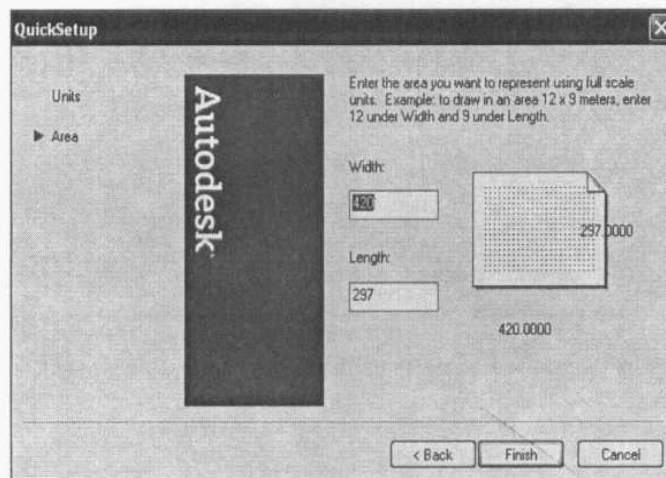 QuickSetup
Units
Area
Autodesk
Enter the area you want to represent using full scale
units. Example: to draw in an area 12 x 9 meters, enter
12 under Width and 9 under Length.
Width:
420
Length:
297
297.0000
420.0000
< Back
Finish
Cancel